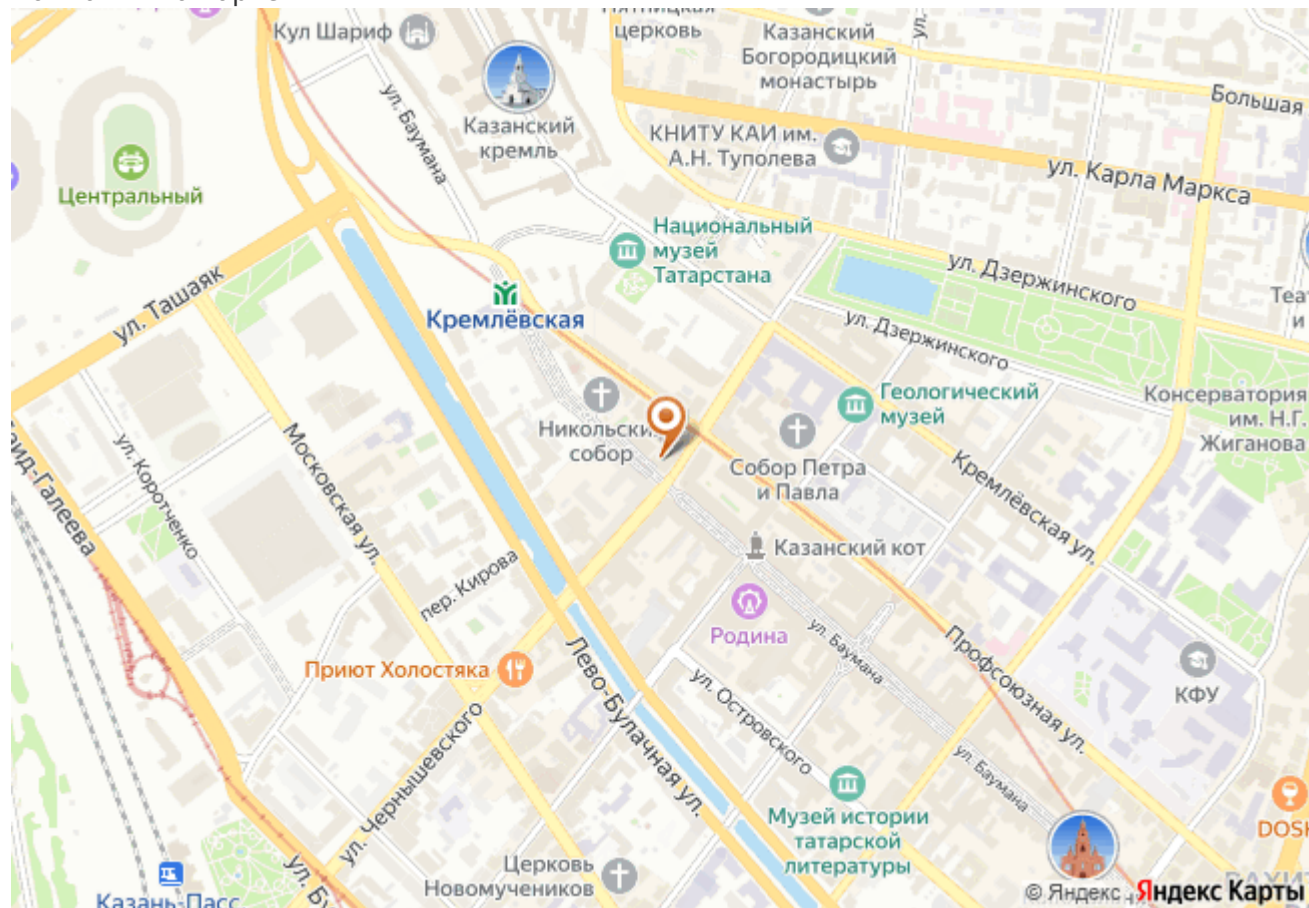 Кул Шариф
церковь
Казанский
Богородицкий
монастырь
ул. Баумана
Казанский
кремль
КНИТУ КАИ им.
А.Н. Туполева
Большая
ул. Карла Маркса
Центральный
Национальный
музей
Татарстана
ул. Дзержинского
ул. Ташаяк
Кремлёвская
ул. Дзержинского
Геологический
музей
Консерватория
им. Н.Г.
Жиганова
Никольский
собор
Собор Петра
и Павла
Кремлёвская ул.
ул. Коротченко
Московская ул.
Казанский кот
пер. Кирова
Родина
ул. Баумана
Приют Холостяка
Лево-Булачная ул.
Профсоюзная ул.
КФУ
ул. Островского
ул. Чернышевского
ул. Баумана
Музей истории
татарской
литературы
Церковь
Новомучеников
Казань-Пасс
© Яндекс
Яндекс Карты